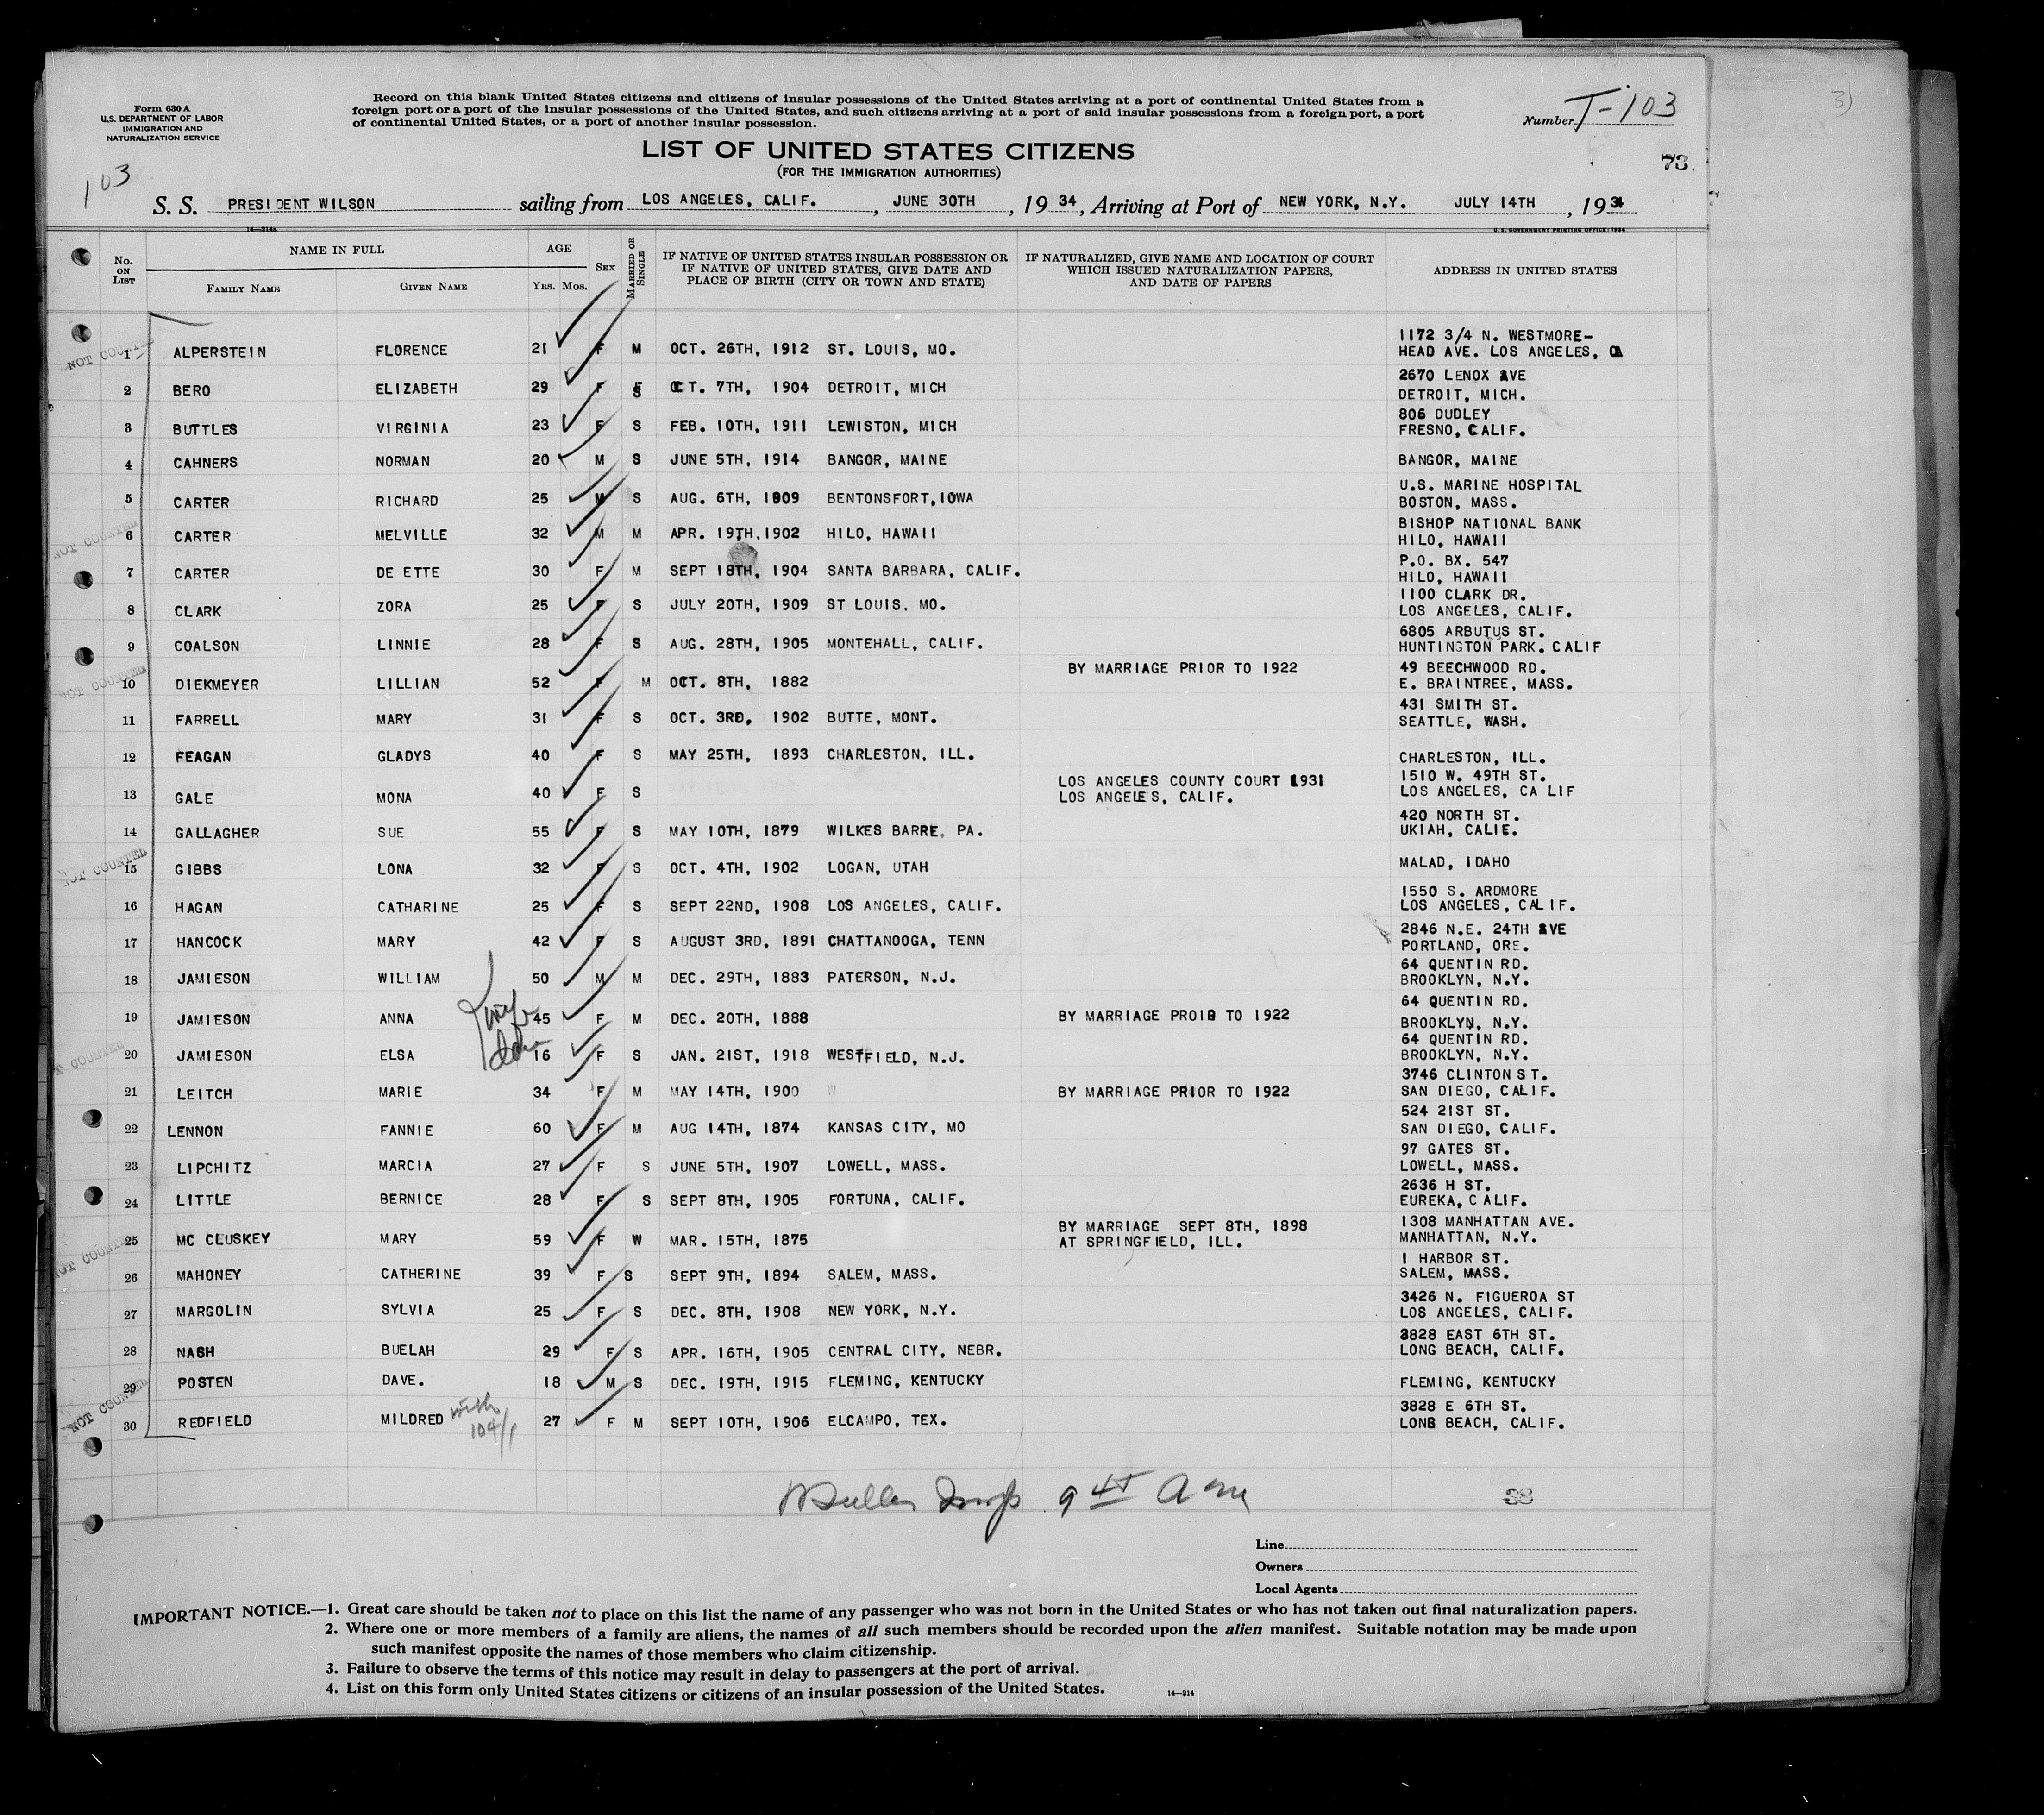 Form 630 A
U.S. DEPARTMENT OF LABOR
IMMIGRATION AND
NATURALIZATION SERVICE
Record on this blank United States citizens and citizens of insular possessions of the United States arriving at a port of continental United States from a
foreign port or a port of the insular possessions of the United States, and such citizens arriving at a port of said insular possessions from a foreign port, a port
of continental United States, or a port of another insular possession.
Number T-103
LIST OF UNITED STATES CITIZENS
(FOR THE IMMIGRATION AUTHORITIES)
73
103
S. S. PRESIDENT WILSON sailing from LOS ANGELES, CALIF. , JUNE 30TH , 19 34, Arriving at Port of NEW YORK, N.Y. JULY 14TH , 1934
14—214a
U.S. GOVERNMENT PRINTING OFFICE: 1934
No. ON LIST NAME IN FULL FAMILY NAME GIVEN NAME AGE YRS. MOS. SEX MARRIED OR SINGLE IF NATIVE OF UNITED STATES INSULAR POSSESSION OR IF NATIVE OF UNITED STATES, GIVE DATE AND PLACE OF BIRTH (CITY OR TOWN AND STATE) IF NATURALIZED, GIVE NAME AND LOCATION OF COURT WHICH ISSUED NATURALIZATION PAPERS, AND DATE OF PAPERS ADDRESS IN UNITED STATES
1172 3/4 N. WESTMORE-
1 ALPERSTEIN FLORENCE 21 F M OCT. 26TH, 1912 ST. LOUIS, MO. HEAD AVE. LOS ANGELES, CA
NOT COUNTED
2670 LENOX AVE
2 BERO ELIZABETH 29 F S OCT. 7TH, 1904 DETROIT, MICH DETROIT, MICH.
806 DUDLEY
3 BUTTLES VIRGINIA 23 F S FEB. 10TH, 1911 LEWISTON, MICH FRESNO, CALIF.
4 CAHNERS NORMAN 20 M S JUNE 5TH, 1914 BANGOR, MAINE BANGOR, MAINE
U.S. MARINE HOSPITAL
5 CARTER RICHARD 25 M S AUG. 6TH, 1909 BENTONSFORT, IOWA BOSTON, MASS.
NOT COUNTED
BISHOP NATIONAL BANK
6 CARTER MELVILLE 32 M M APR. 19TH, 1902 HILO, HAWAII HILO, HAWAII
P.O. BX. 547
7 CARTER DE ETTE 30 F M SEPT 18TH, 1904 SANTA BARBARA, CALIF. HILO, HAWAII
1100 CLARK DR.
8 CLARK ZORA 25 F S JULY 20TH, 1909 ST LOUIS. MO. LOS ANGELES, CALIF.
6805 ARBUTUS ST.
9 COALSON LINNIE 28 F S AUG. 28TH, 1905 MONTEHALL, CALIF. HUNTINGTON PARK. CALIF
NOT COUNTED
BY MARRIAGE PRIOR TO 1922 49 BEECHWOOD RD.
10 DIEKMEYER LILLIAN 52 F M OCT. 8TH, 1882 E. BRAINTREE, MASS.
431 SMITH ST.
11 FARRELL MARY 31 F S OCT. 3RD, 1902 BUTTE, MONT. SEATTLE, WASH.
12 FEAGAN GLADYS 40 F S MAY 25TH, 1893 CHARLESTON, ILL. CHARLESTON, ILL.
LOS ANGELES COUNTY COURT 1931 1510 W. 49TH ST.
13 GALE MONA 40 F S LOS ANGELES, CALIF. LOS ANGELES, CA LIF
420 NORTH ST.
14 GALLAGHER SUE 55 F S MAY 10TH, 1879 WILKES BARRE, PA. UKIAH, CALIF.
NOT COUNTED
15 GIBBS LONA 32 F S OCT. 4TH, 1902 LOGAN, UTAH MALAD, IDAHO
1550 S. ARDMORE
16 HAGAN CATHARINE 25 F S SEPT 22ND, 1908 LOS ANGELES, CALIF. LOS ANGELES, CALIF.
2846 N.E. 24TH AVE
17 HANCOCK MARY 42 F S AUGUST 3RD, 1891 CHATTANOOGA, TENN PORTLAND, ORE.
64 QUENTIN RD.
18 JAMIESON WILLIAM 50 M M DEC. 29TH, 1883 PATERSON, N.J. BROOKLYN, N.Y.
64 QUENTIN RD.
19 JAMIESON ANNA wife 45 F M DEC. 20TH, 1888 BY MARRIAGE PROIR TO 1922 BROOKLYN, N.Y.
NOT COUNTED
64 QUENTIN RD.
20 JAMIESON ELSA dau 16 F S JAN. 21ST, 1918 WESTFIELD, N.J. BROOKLYN, N.Y.
3746 CLINTON ST.
21 LEITCH MARIE 34 F M MAY 14TH, 1900 BY MARRIAGE PRIOR TO 1922 SAN DIEGO, CALIF.
524 21ST ST.
22 LENNON FANNIE 60 F M AUG 14TH, 1874 KANSAS CITY, MO SAN DIEGO, CALIF.
97 GATES ST.
23 LIPCHITZ MARCIA 27 F S JUNE 5TH, 1907 LOWELL, MASS. LOWELL, MASS.
2636 H ST.
24 LITTLE BERNICE 28 F S SEPT 8TH, 1905 FORTUNA, CALIF. EUREKA, CALIF.
BY MARRIAGE SEPT 8TH, 1898 1308 MANHATTAN AVE.
25 MC CLUSKEY MARY 59 F W MAR. 15TH, 1875 AT SPRINGFIELD, ILL. MANHATTAN, N.Y.
NOT COUNTED
1 HARBOR ST.
26 MAHONEY CATHERINE 39 F S SEPT 9TH, 1894 SALEM, MASS. SALEM, MASS.
3426 N. FIGUEROA ST
27 MARGOLIN SYLVIA 25 F S DEC. 8TH, 1908 NEW YORK, N.Y. LOS ANGELES, CALIF.
3828 EAST 6TH ST.
28 NASH BUELAH 29 F S APR. 16TH, 1905 CENTRAL CITY, NEBR. LONG BEACH, CALIF.
29 POSTEN DAVE. 18 M S DEC. 19TH, 1915 FLEMING, KENTUCKY FLEMING, KENTUCKY
NOT COUNTED
3828 E 6TH ST.
30 REDFIELD MILDRED with 104/1 27 F M SEPT 10TH, 1906 ELCAMPO, TEX. LONG BEACH, CALIF.
9
38
Line
Owners
Local Agents
IMPORTANT NOTICE.—1. Great care should be taken not to place on this list the name of any passenger who was not born in the United States or who has not taken out final naturalization papers.
2. Where one or more members of a family are aliens, the names of all such members should be recorded upon the alien manifest. Suitable notation may be made upon
such manifest opposite the names of those members who claim citizenship.
3. Failure to observe the terms of this notice may result in delay to passengers at the port of arrival.
4. List on this form only United States citizens or citizens of an insular possession of the United States.
14—214